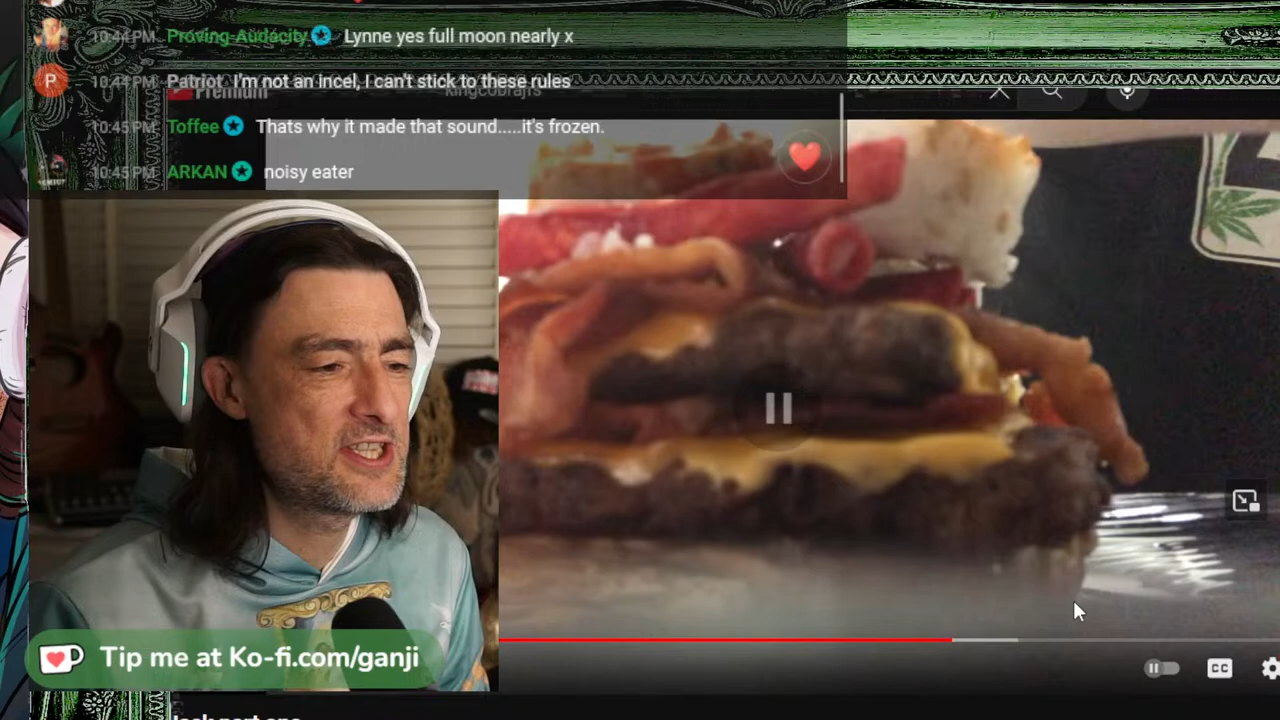 10:44 PM Proving-Audacity Lynne yes full moon nearly x
P 10:44 PM Patriot I'm not an incel, I can't stick to these rules
Premium kingcobrajfs
10:45 PM Toffee Thats why it made that sound.....it's frozen.
10:45 PM ARKAN noisy eater
Tip me at Ko-fi.com/ganji
CC